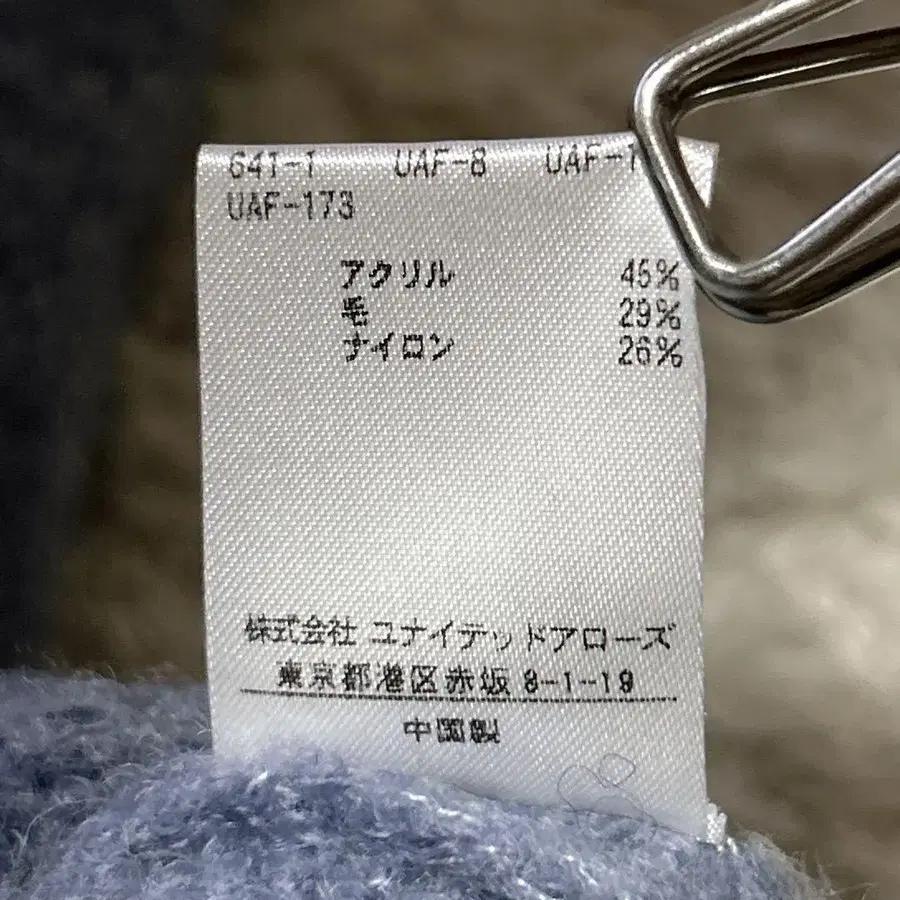 641-1 UAF-8 UAF-1
UAF-173
アクリル 45%
毛 29%
ナイロン 26%
株式会社 ユナイテッドアローズ
東京都港区赤坂 8-1-19
中国製